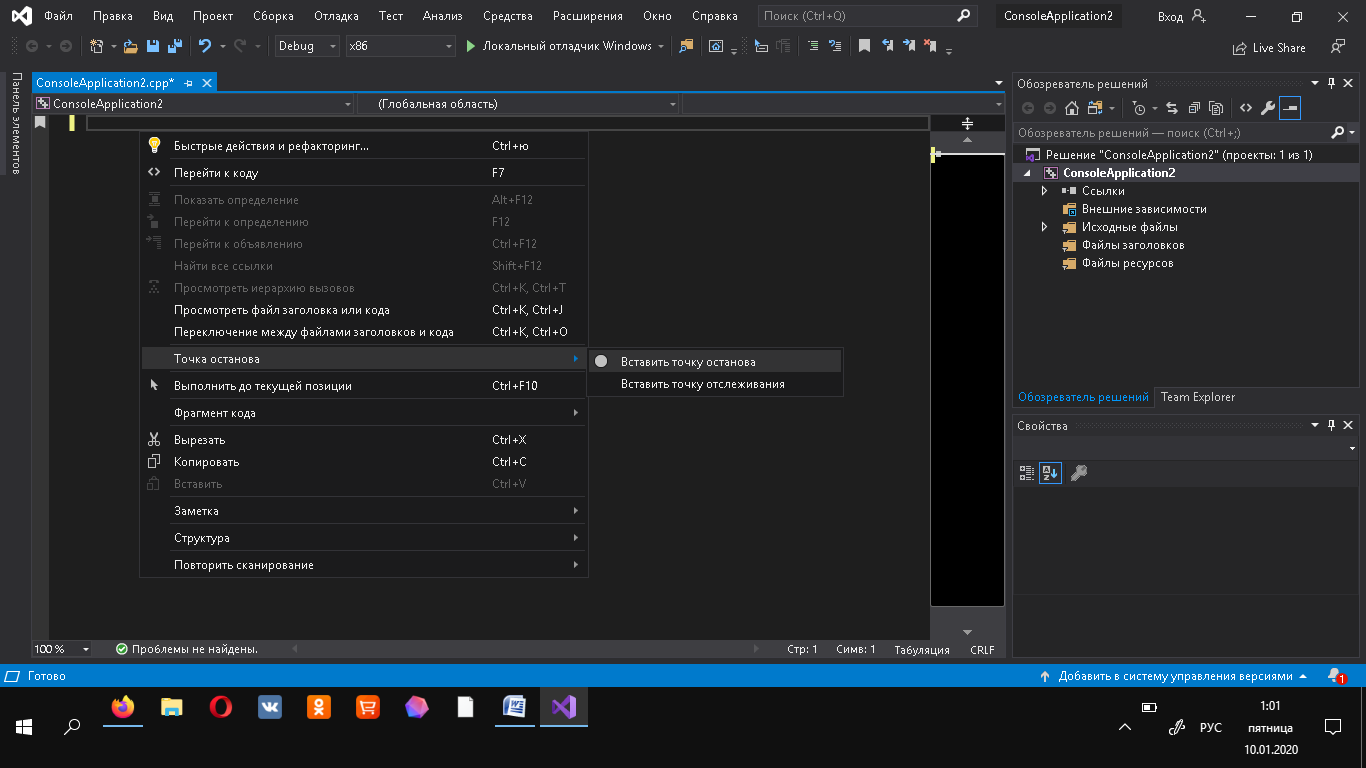 Файл Правка Вид Проект Сборка Отладка Тест Анализ Средства Расширения Окно Справка Поиск (Ctrl+Q) ConsoleApplication2 Вход
Debug x86 Локальный отладчик Windows Live Share
Панель элементов
ConsoleApplication2.cpp*
ConsoleApplication2 (Глобальная область)
Быстрые действия и рефакторинг... Ctrl+ю
Перейти к коду F7
Показать определение Alt+F12
Перейти к определению F12
Перейти к объявлению Ctrl+F12
Найти все ссылки Shift+F12
Просмотреть иерархию вызовов Ctrl+K, Ctrl+T
Просмотреть файл заголовка или кода Ctrl+K, Ctrl+J
Переключение между файлами заголовков и кода Ctrl+K, Ctrl+O
Точка останова
Выполнить до текущей позиции Ctrl+F10
Фрагмент кода
Вырезать Ctrl+X
Копировать Ctrl+C
Вставить Ctrl+V
Заметка
Структура
Повторить сканирование
Вставить точку останова
Вставить точку отслеживания
100 % Проблемы не найдены. Стр: 1 Симв: 1 Табуляция CRLF
Обозреватель решений
Обозреватель решений — поиск (Ctrl+;)
Решение "ConsoleApplication2" (проекты: 1 из 1)
ConsoleApplication2
Ссылки
Внешние зависимости
Исходные файлы
Файлы заголовков
Файлы ресурсов
Обозреватель решений Team Explorer
Свойства
Готово Добавить в систему управления версиями 1
РУС
1:01
пятница
10.01.2020